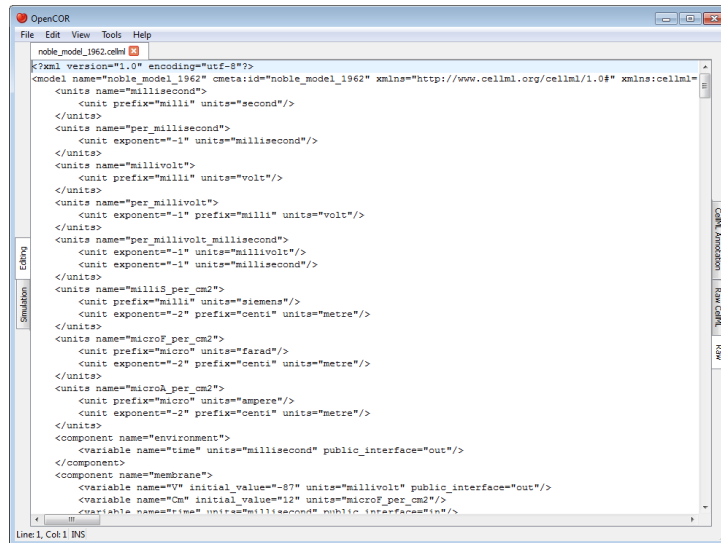 OpenCOR
File Edit View Tools Help
noble_model_1962.cellml
<?xml version="1.0" encoding="utf-8"?>
<model name="noble_model_1962" cmeta:id="noble_model_1962" xmlns="http://www.cellml.org/cellml/1.0#" xmlns:cellml=
<units name="millisecond">
<unit prefix="milli" units="second"/>
</units>
<units name="per_millisecond">
<unit exponent="-1" units="millisecond"/>
</units>
<units name="millivolt">
<unit prefix="milli" units="volt"/>
</units>
<units name="per_millivolt">
<unit exponent="-1" prefix="milli" units="volt"/>
</units>
<units name="per_millivolt_millisecond">
<unit exponent="-1" units="millivolt"/>
<unit exponent="-1" units="millisecond"/>
</units>
<units name="milliS_per_cm2">
<unit prefix="milli" units="siemens"/>
<unit exponent="-2" prefix="centi" units="metre"/>
</units>
<units name="microF_per_cm2">
<unit prefix="micro" units="farad"/>
<unit exponent="-2" prefix="centi" units="metre"/>
</units>
<units name="microA_per_cm2">
<unit prefix="micro" units="ampere"/>
<unit exponent="-2" prefix="centi" units="metre"/>
</units>
<component name="environment">
<variable name="time" units="millisecond" public_interface="out"/>
</component>
<component name="membrane">
<variable name="V" initial_value="-87" units="millivolt" public_interface="out"/>
<variable name="Cm" initial_value="12" units="microF_per_cm2"/>
<variable name="time" units="millisecond" public_interface="in"/>
Editing
Simulation
CellML Annotation
Raw CellML
Raw
Line: 1, Col: 1 INS